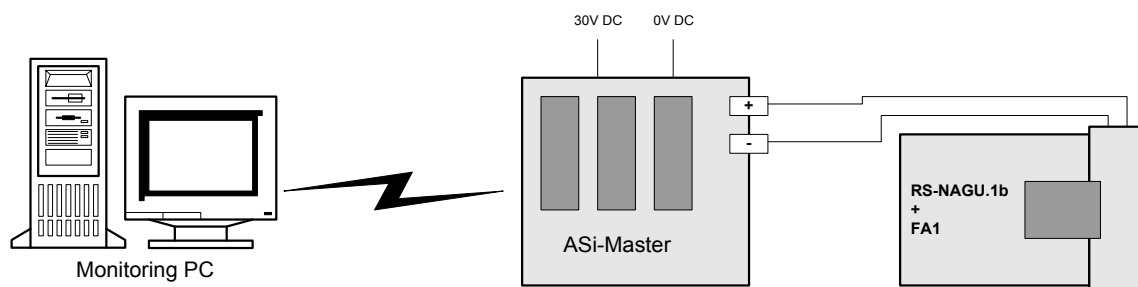 30V DC
0V DC
+
-
RS-NAGU.1b
+
FA1
ASi-Master
Monitoring PC